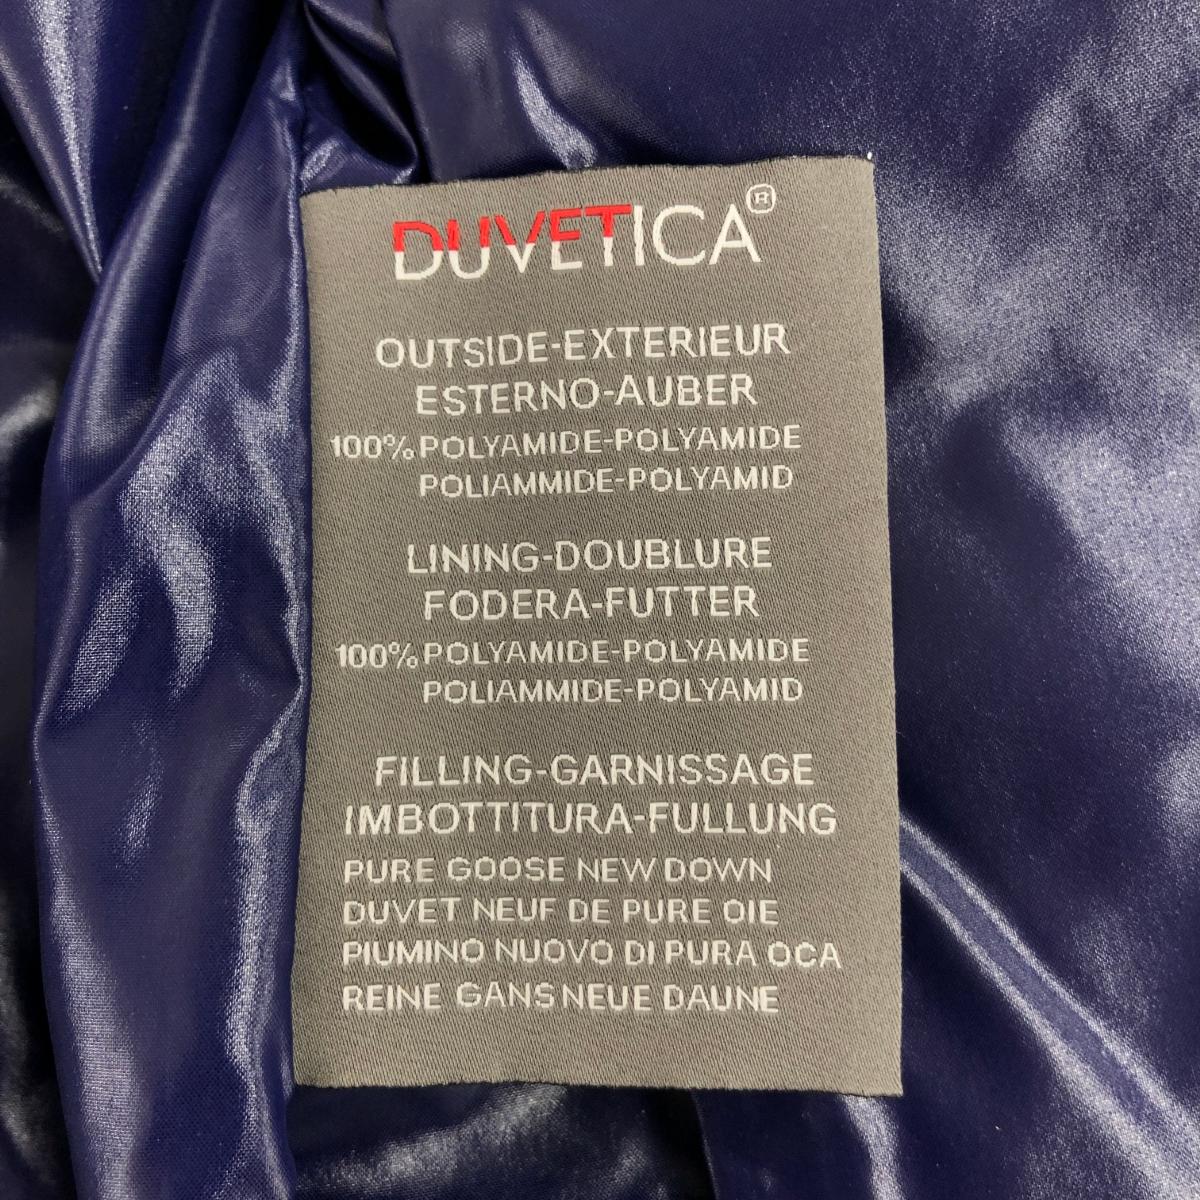 DUVETICA®
OUTSIDE-EXTERIEUR
ESTERNO-AUBER
100% POLYAMIDE-POLYAMIDE
POLIAMMIDE-POLYAMID
LINING-DOUBLURE
FODERA-FUTTER
100% POLYAMIDE-POLYAMIDE
POLIAMMIDE-POLYAMID
FILLING-GARNISSAGE
IMBOTTITURA-FULLUNG
PURE GOOSE NEW DOWN
DUVET NEUF DE PURE OIE
PIUMINO NUOVO DI PURA OCA
REINE GANS NEUE DAUNE